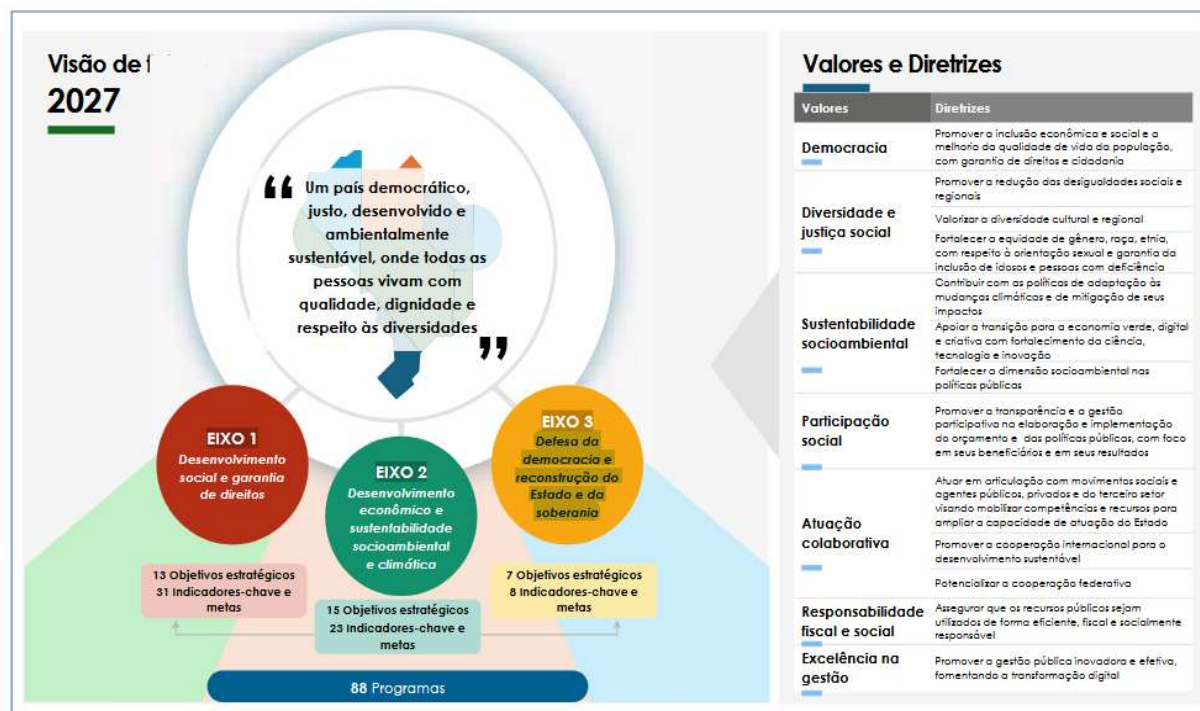 Visão de
2027
“ Um país democrático,
justo, desenvolvido e
ambientalmente
sustentável, onde todas as
pessoas vivam com
qualidade, dignidade e
respeito às diversidades ”
EIXO 1
Desenvolvimento
social e garantia
de direitos
EIXO 2
Desenvolvimento
econômico e
sustentabilidade
socioambiental
e climática
EIXO 3
Defesa da
democracia e
reconstrução do
Estado e da
soberania
13 Objetivos estratégicos
31 Indicadores-chave e
metas
15 Objetivos estratégicos
23 Indicadores-chave e
metas
7 Objetivos estratégicos
8 Indicadores-chave e
metas
88 Programas
Valores e Diretrizes
Valores Diretrizes
Democracia
Promover a inclusão econômica e social e a
melhoria da qualidade de vida da população,
com garantia de direitos e cidadania
Diversidade e
justiça social
Promover a redução das desigualdades sociais e
regionais
Valorizar a diversidade cultural e regional
Fortalecer a equidade de gênero, raça, etnia,
com respeito à orientação sexual e garantia da
inclusão de idosos e pessoas com deficiência
Sustentabilidade
socioambiental
Contribuir com as políticas de adaptação às
mudanças climáticas e de mitigação de seus
impactos
Apoiar a transição para a economia verde, digital
e criativa com fortalecimento da ciência,
tecnologia e inovação
Fortalecer a dimensão socioambiental nas
políticas públicas
Participação
social
Promover a transparência e a gestão
participativa na elaboração e implementação
do orçamento e das políticas públicas, com foco
em seus beneficiários e em seus resultados
Atuação
colaborativa
Atuar em articulação com movimentos sociais e
agentes públicos, privados e do terceiro setor
visando mobilizar competências e recursos para
ampliar a capacidade de atuação do Estado
Promover a cooperação internacional para o
desenvolvimento sustentável
Potencializar a cooperação federativa
Responsabilidade
fiscal e social
Assegurar que os recursos públicos sejam
utilizados de forma eficiente, fiscal e socialmente
responsável
Excelência na
gestão
Promover a gestão pública inovadora e efetiva,
fomentando a transformação digital